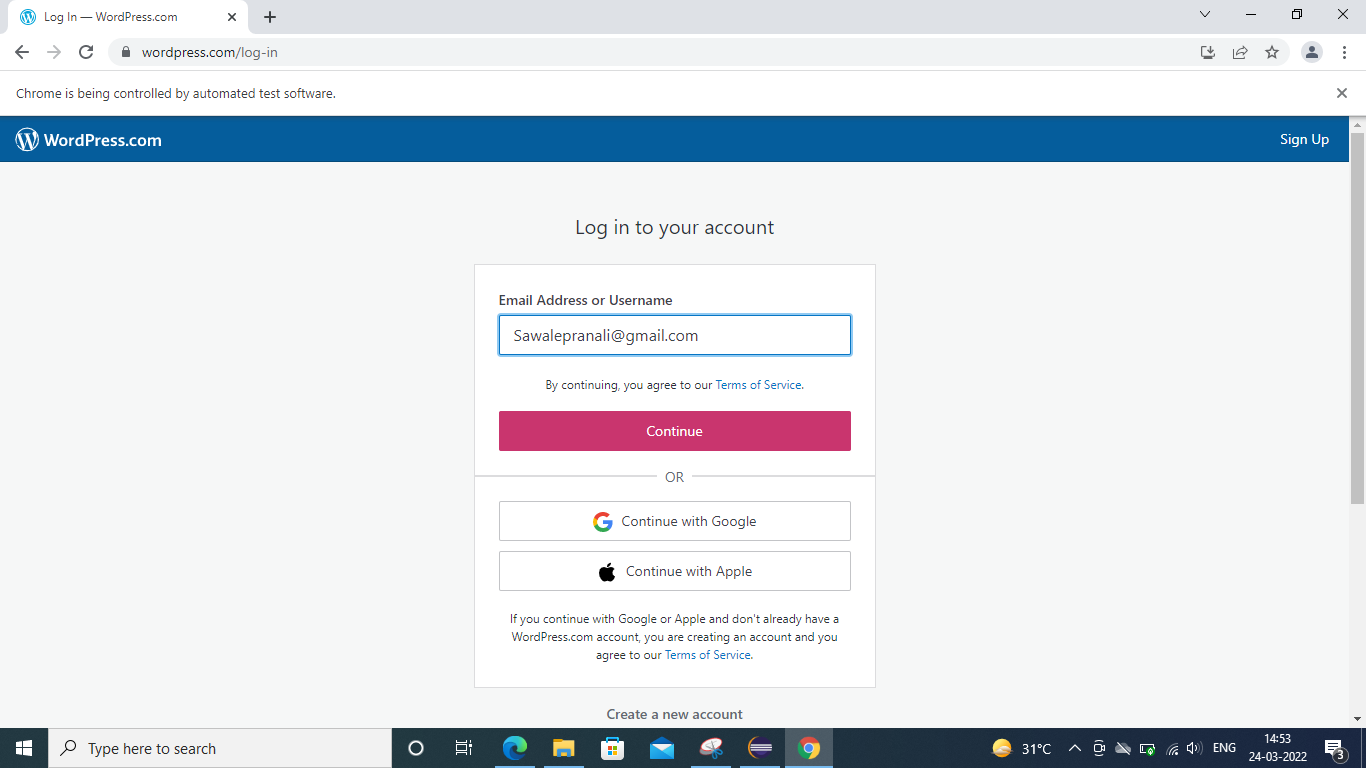 Log In — WordPress.com
wordpress.com/log-in
Chrome is being controlled by automated test software.
WordPress.com
Sign Up
Log in to your account
Email Address or Username
Sawalepranali@gmail.com
By continuing, you agree to our Terms of Service.
Continue
OR
Continue with Google
Continue with Apple
If you continue with Google or Apple and don't already have a
WordPress.com account, you are creating an account and you
agree to our Terms of Service.
Create a new account
Type here to search
31°C
ENG
14:53
24-03-2022
3